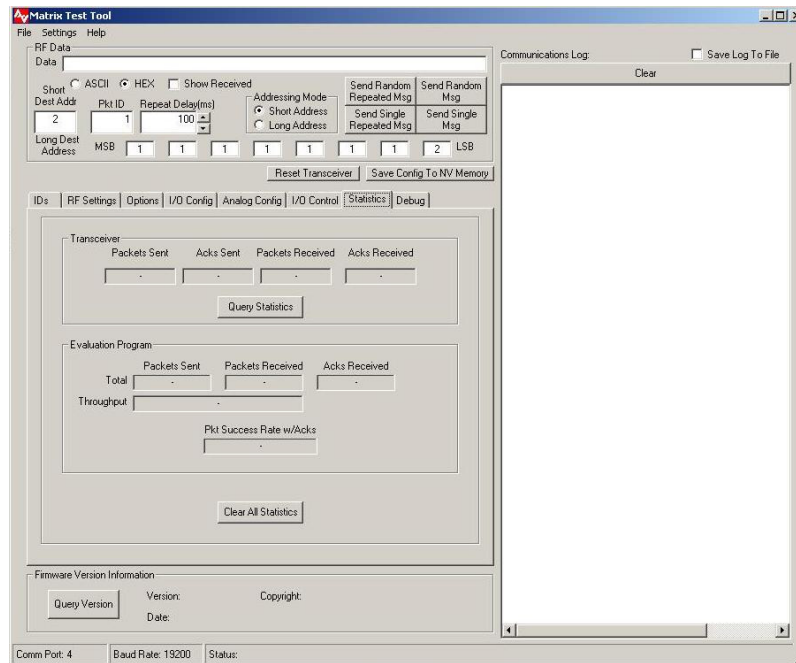 Matrix Test Tool
File Settings Help
RF Data
Data
ASCII HEX Show Received
Short Dest Addr
Pkt ID
Repeat Delay(ms)
2
1
100
Addressing Mode
Short Address
Long Address
Send Random Repeated Msg
Send Random Msg
Send Single Repeated Msg
Send Single Msg
Long Dest Address
MSB 1 1 1 1 1 1 1 2 LSB
Reset Transceiver
Save Config To NV Memory
IDs RF Settings Options I/O Config Analog Config I/O Control Statistics Debug
Transceiver
Packets Sent Acks Sent Packets Received Acks Received
- - - -
Query Statistics
Evaluation Program
Packets Sent Packets Received Acks Received
Total - - -
Throughput -
Pkt Success Rate w/Acks
-
Clear All Statistics
Firmware Version Information
Query Version
Version:
Copyright:
Date:
Comm Port: 4 Baud Rate: 19200 Status:
Communications Log:
Save Log To File
Clear